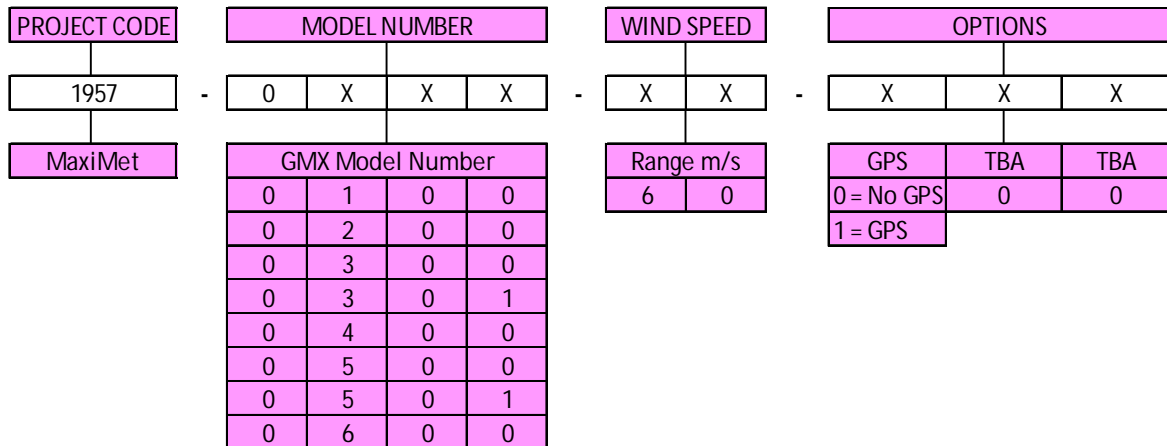 PROJECT CODE MODEL NUMBER WIND SPEED OPTIONS
1957 - 0 X X X - X X - X X X
MaxiMet GMX Model Number Range m/s GPS TBA TBA
0 1 0 0 6 0 0 = No GPS 0 0
0 2 0 0 1 = GPS
0 3 0 0
0 3 0 1
0 4 0 0
0 5 0 0
0 5 0 1
0 6 0 0